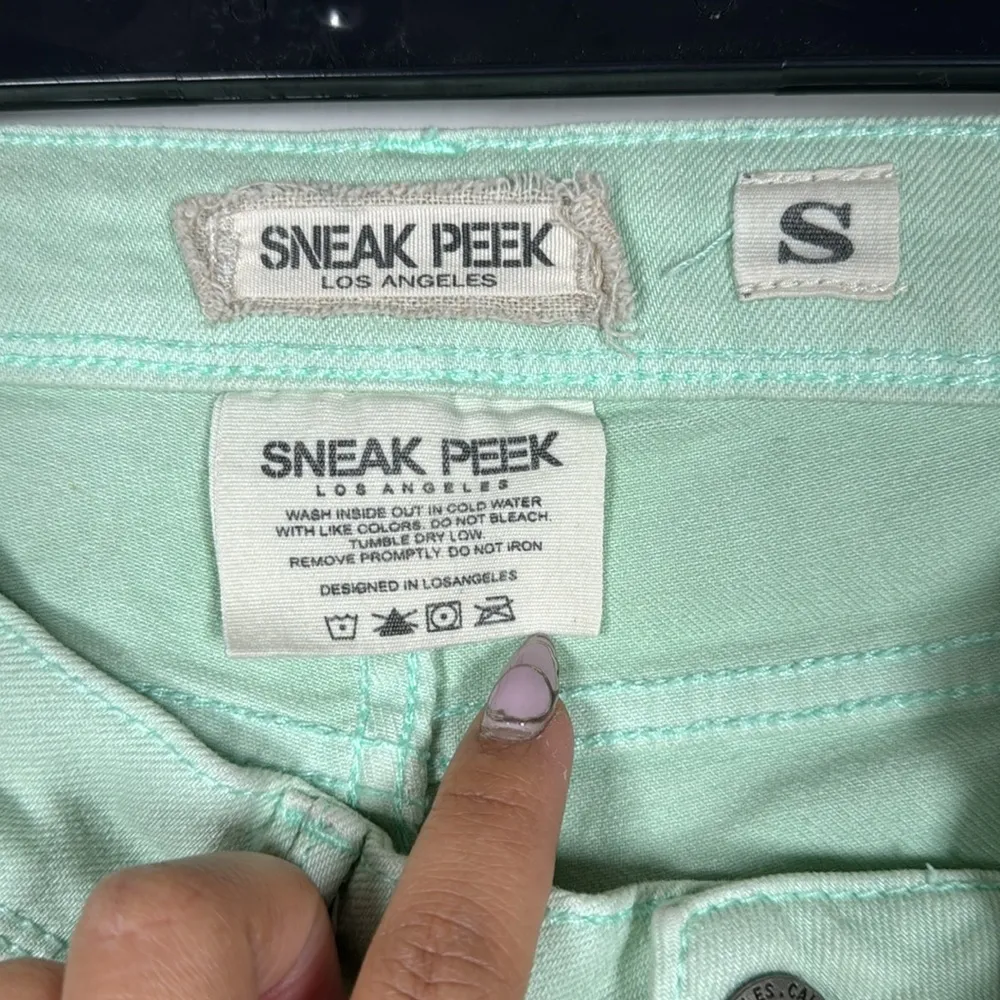 SNEAK PEEK
LOS ANGELES
S
SNEAK PEEK
LOS ANGELES
WASH INSIDE OUT IN COLD WATER
WITH LIKE COLORS. DO NOT BLEACH.
TUMBLE DRY LOW
REMOVE PROMPTLY DO NOT IRON
DESIGNED IN LOSANGELES